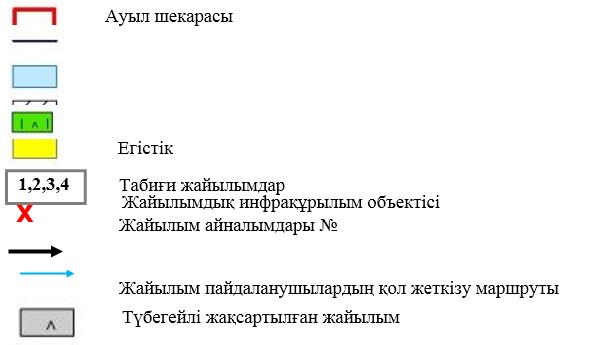 Ауыл шекарасы
Егістік
1,2,3,4
Табиғи жайылымдар
Жайылымдық инфрақұрылым объектісі
X
Жайылым айналымдары №
Жайылым пайдаланушылардың қол жеткізу маршруты
Түбегейлі жақсартылған жайылым